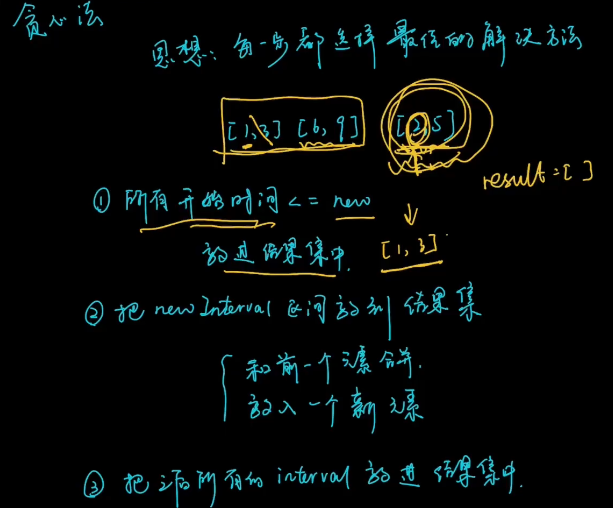 贪心法
思想: 每一步都选择最佳的解决方法
[1,3] [6,9] [2,5]
result=[ ]
① 所有开始时间 <= new
放进结果集中. [1,3]
② 把 newInterval 区间放到结果集
和前一个元素合并.
放入一个新元素
③ 把之后所有的 interval 放进结果集中.